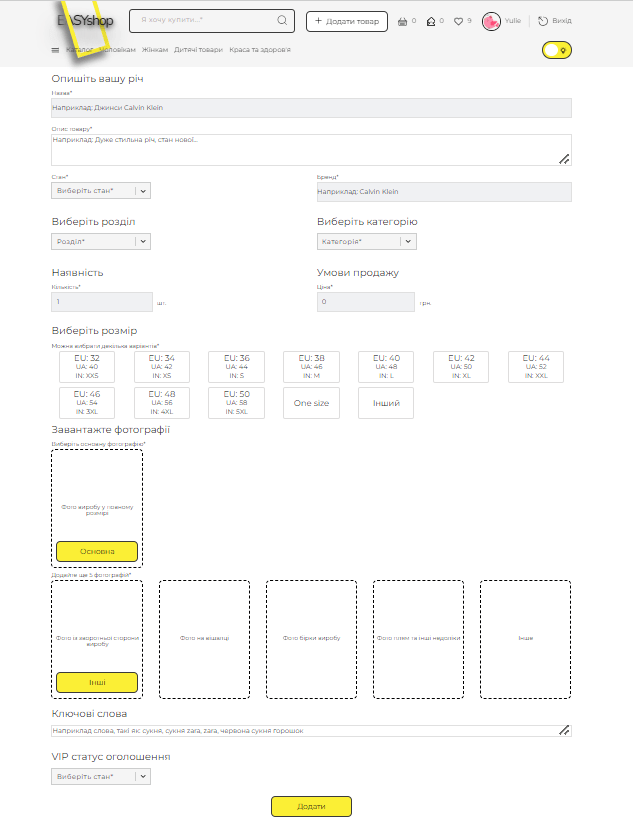 EASYshop
Я хочу купити...*
+ Додати товар
0
0
9
Yulie
Вихід
Каталог
Чоловікам
Жінкам
Дитячі товари
Краса та здоров'я
Опишіть вашу річ
Назва*
Наприклад: Джинси Calvin Klein
Опис товару*
Наприклад: Дуже стильна річ, стан нової...
Стан*
Виберіть стан*
Бренд*
Наприклад: Calvin Klein
Виберіть розділ
Розділ*
Виберіть категорію
Категорія*
Наявність
Кількість*
1
шт.
Умови продажу
Ціна*
0
грн.
Виберіть розмір
Можна вибрати декілька варіантів*
EU: 32
UA: 40
IN: XXS
EU: 34
UA: 42
IN: XS
EU: 36
UA: 44
IN: S
EU: 38
UA: 46
IN: M
EU: 40
UA: 48
IN: L
EU: 42
UA: 50
IN: XL
EU: 44
UA: 52
IN: XXL
EU: 46
UA: 54
IN: 3XL
EU: 48
UA: 56
IN: 4XL
EU: 50
UA: 58
IN: 5XL
One size
Інший
Завантажте фотографії
Виберіть основну фотографію*
Фото виробу у повному
розмірі
Основна
Додайте ще 5 фотографій*
Фото із зворотньої сторони
виробу
Інші
Фото на вішалці
Фото бірки виробу
Фото плям та інші недоліки
Інше
Ключові слова
Наприклад слова, такі як: сукня, сукня zara, zara, червона сукня горошок
VIP статус оголошення
Виберіть стан*
Додати